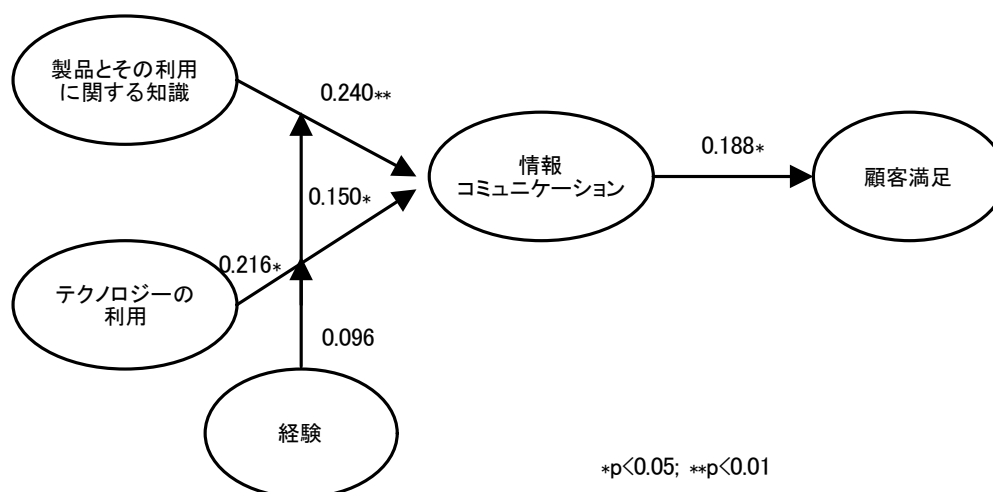 製品とその利用
に関する知識
0.240**
情報
コミュニケーション
0.188*
顧客満足
0.150*
0.216*
テクノロジーの
利用
0.096
経験
*p<0.05; **p<0.01